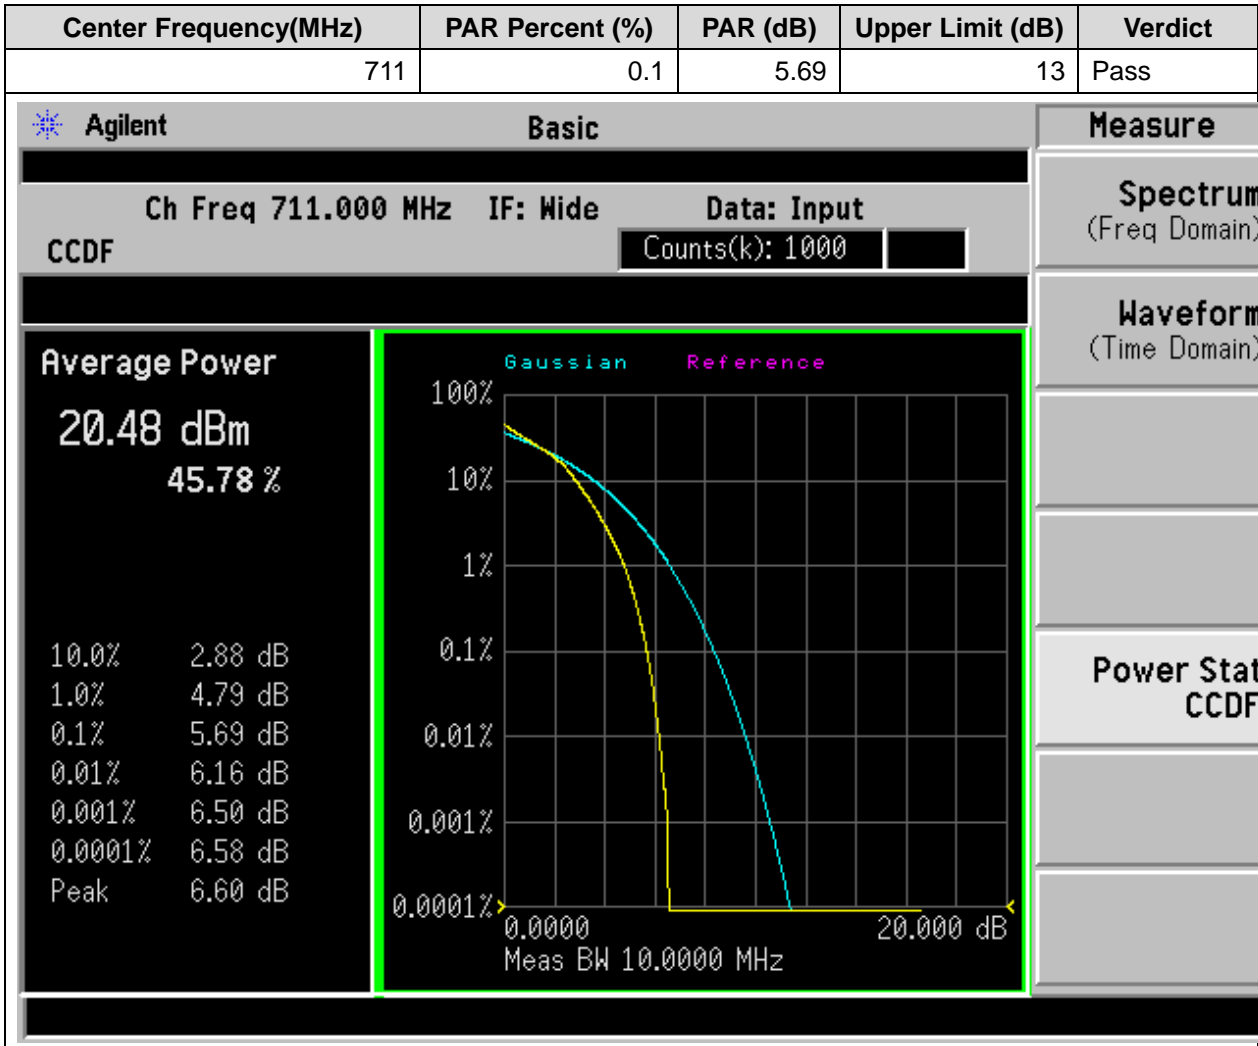 Center Frequency(MHz) PAR Percent (%) PAR (dB) Upper Limit (dB) Verdict
711 0.1 5.69 13 Pass
Agilent Basic Measure
Ch Freq 711.000 MHz IF: Wide Data: Input
CCDF Counts(k): 1000
Spectrum
(Freq Domain)
Waveform
(Time Domain)
Power Stat
CCDF
Average Power
20.48 dBm
45.78 %
10.0% 2.88 dB
1.0% 4.79 dB
0.1% 5.69 dB
0.01% 6.16 dB
0.001% 6.50 dB
0.0001% 6.58 dB
Peak 6.60 dB
Gaussian Reference
100%
10%
1%
0.1%
0.01%
0.001%
0.0001%
0.0000 20.000 dB
Meas BW 10.0000 MHz